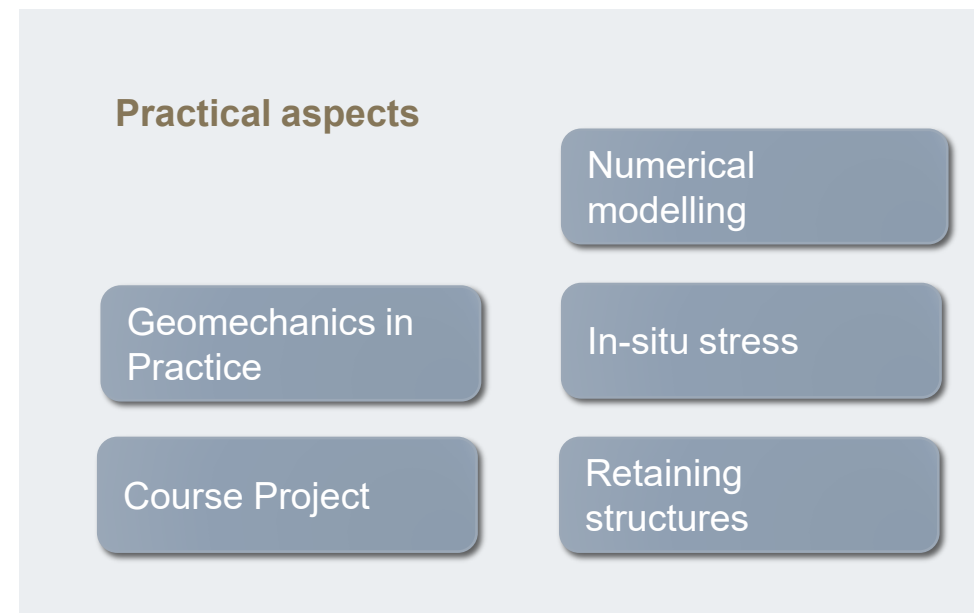 Practical aspects
Numerical
modelling
Geomechanics in
Practice
In-situ stress
Course Project
Retaining
structures